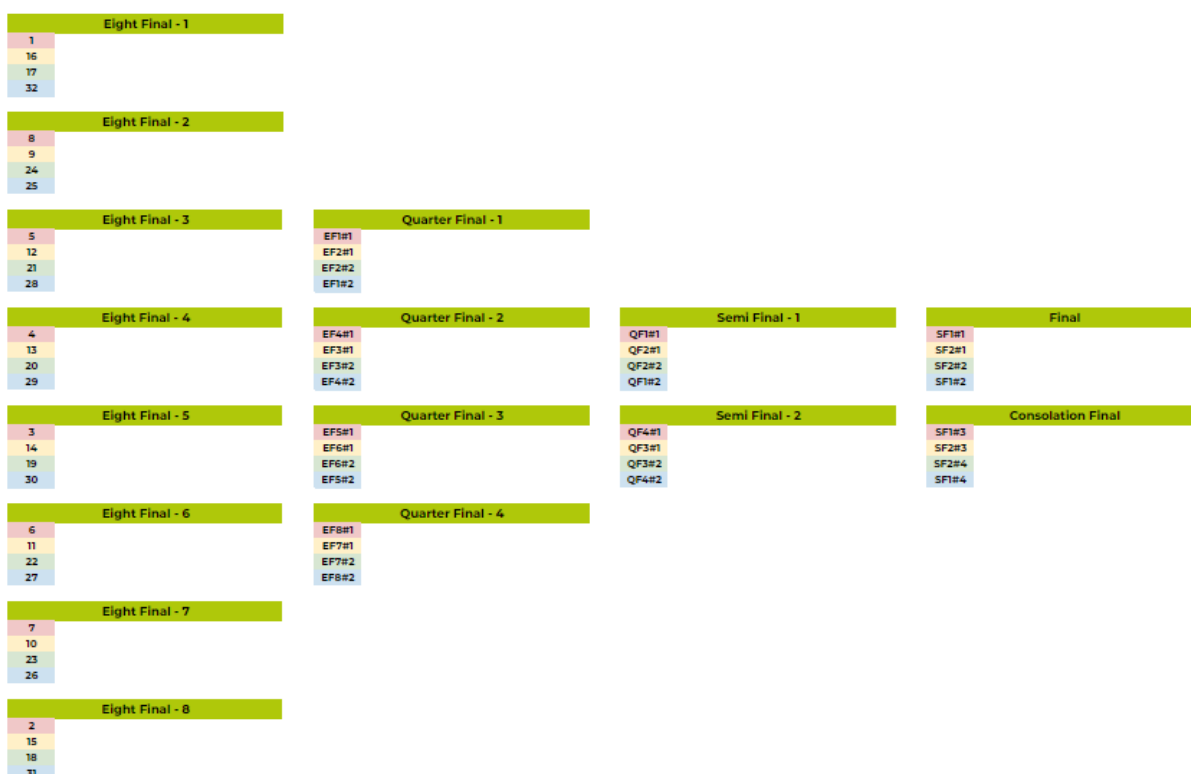 Eight Final - 1
1
16
17
32
Eight Final - 2
8
9
24
25
Eight Final - 3
5
12
21
28
Eight Final - 4
4
13
20
29
Eight Final - 5
3
14
19
30
Eight Final - 6
6
11
22
27
Eight Final - 7
7
10
23
26
Eight Final - 8
2
15
18
31
Quarter Final - 1
EF1#1
EF2#1
EF2#2
EF1#2
Quarter Final - 2
EF4#1
EF3#1
EF3#2
EF4#2
Quarter Final - 3
EF5#1
EF6#1
EF6#2
EF5#2
Quarter Final - 4
EF8#1
EF7#1
EF7#2
EF8#2
Semi Final - 1
QF1#1
QF2#1
QF2#2
QF1#2
Semi Final - 2
QF4#1
QF3#1
QF3#2
QF4#2
Final
SF1#1
SF2#1
SF2#2
SF1#2
Consolation Final
SF1#3
SF2#3
SF2#4
SF1#4